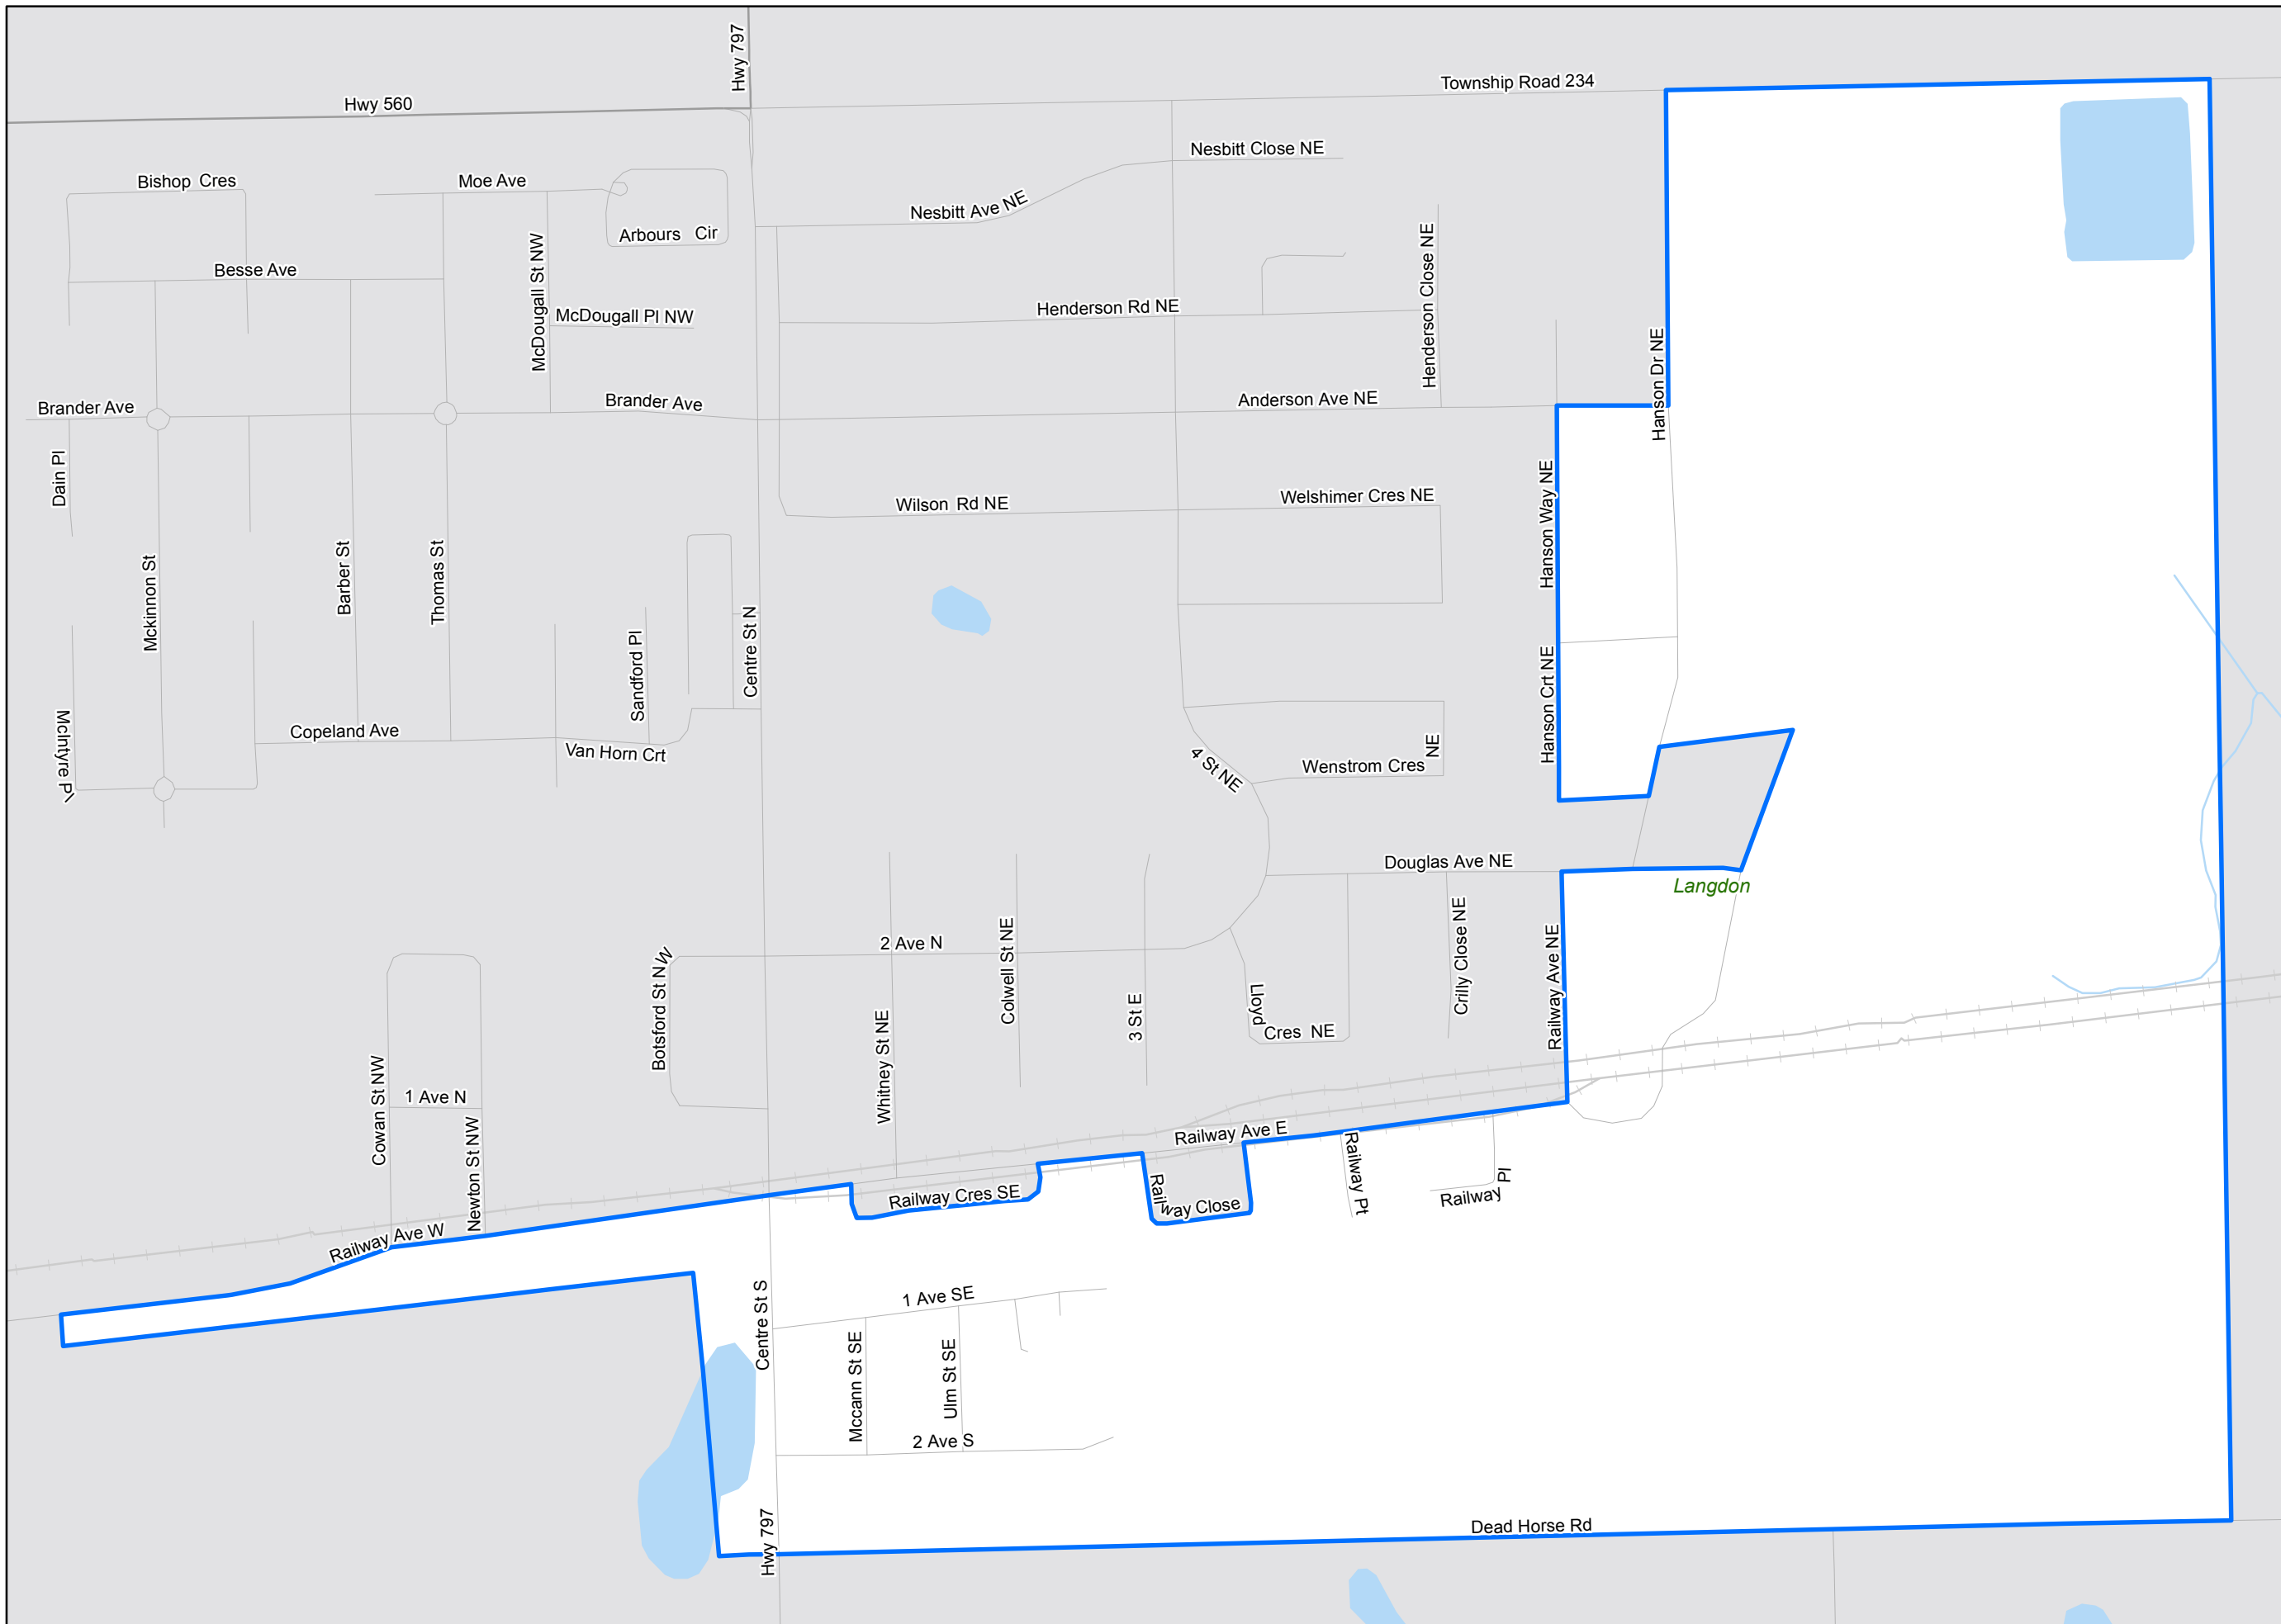 Hwy 797
Township Road 234
Hwy 560
Nesbitt Close NE
Bishop Cres
Moe Ave
Nesbitt Ave NE
Arbours Cir
McDougall St NW
Henderson Close NE
Besse Ave
McDougall Pl NW
Henderson Rd NE
Hanson Dr NE
Brander Ave
Brander Ave
Anderson Ave NE
Dain Pl
Wilson Rd NE
Welshimer Cres NE
Hanson Way NE
Mckinnon St
Barber St
Thomas St
Sandford Pl
Centre St N
Hanson Crt NE
McIntyre Pl
Copeland Ave
Van Horn Crt
4 St NE
Wenstrom Cres NE
Douglas Ave NE
Langdon
2 Ave N
Botsford St NW
Colwell St NE
Crilly Close NE
Railway Ave NE
Whitney St NE
3 St E
Lloyd Cres NE
Cowan St NW
1 Ave N
Newton St NW
Railway Ave E
Railway Cres SE
Railway Close
Railway Pt
Railway Pl
Railway Ave W
1 Ave SE
Centre St S
Mccann St SE
Ulm St SE
2 Ave S
Hwy 797
Dead Horse Rd